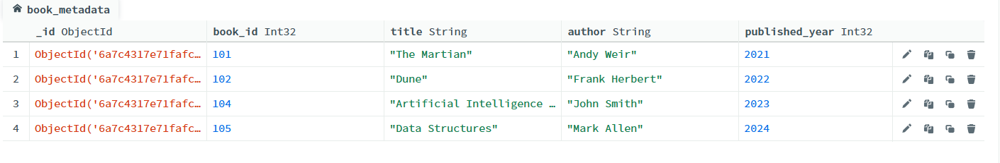 book_metadata
_id ObjectId book_id Int32 title String author String published_year Int32
1 ObjectId('6a7c4317e71fafc… 101 "The Martian" "Andy Weir" 2021
2 ObjectId('6a7c4317e71fafc… 102 "Dune" "Frank Herbert" 2022
3 ObjectId('6a7c4317e71fafc… 104 "Artificial Intelligence … "John Smith" 2023
4 ObjectId('6a7c4317e71fafc… 105 "Data Structures" "Mark Allen" 2024